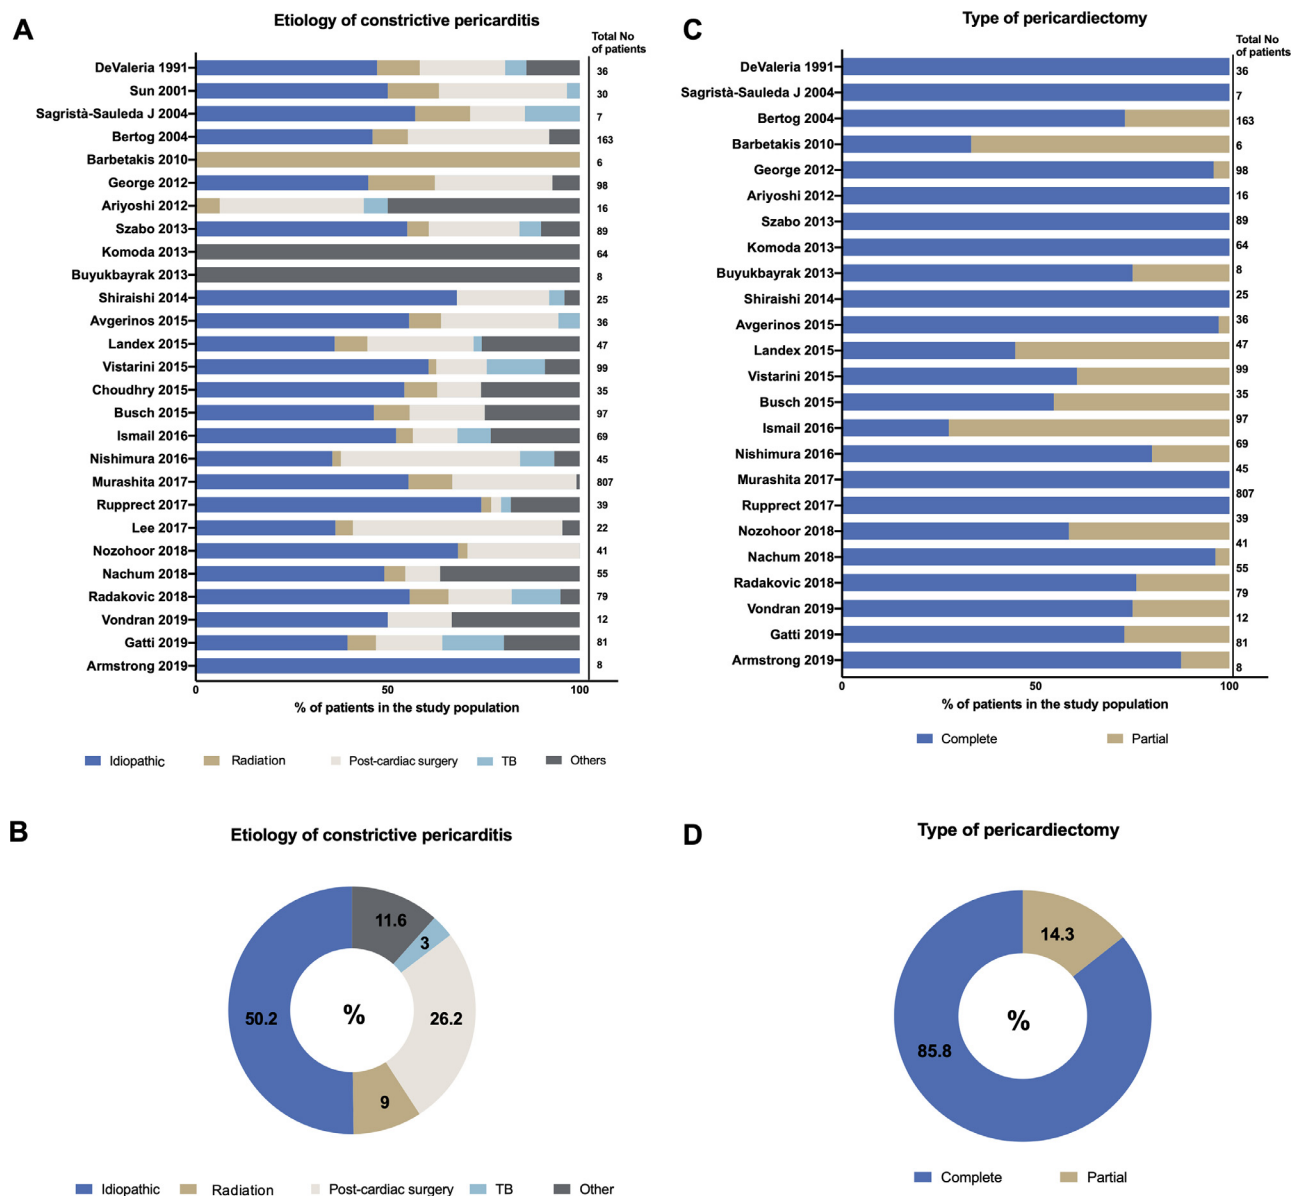 A
Etiology of constrictive pericarditis
Total No
of patients
DeValeria 1991 36
Sun 2001 30
Sagristà-Sauleda J 2004 7
Bertog 2004 163
Barbetakis 2010 6
George 2012 98
Ariyoshi 2012 16
Szabo 2013 89
Komoda 2013 64
Buyukbayrak 2013 8
Shiraishi 2014 25
Avgerinos 2015 36
Landex 2015 47
Vistarini 2015 99
Choudhry 2015 35
Busch 2015 97
Ismail 2016 69
Nishimura 2016 45
Murashita 2017 807
Rupprect 2017 39
Lee 2017 22
Nozohoor 2018 41
Nachum 2018 55
Radakovic 2018 79
Vondran 2019 12
Gatti 2019 81
Armstrong 2019 8
0 50 100
% of patients in the study population
Idiopathic Radiation Post-cardiac surgery TB Others
C
Type of pericardiectomy
Total No
of patients
DeValeria 1991 36
Sagristà-Sauleda J 2004 7
Bertog 2004 163
Barbetakis 2010 6
George 2012 98
Ariyoshi 2012 16
Szabo 2013 89
Komoda 2013 64
Buyukbayrak 2013 8
Shiraishi 2014 25
Avgerinos 2015 36
Landex 2015 47
Vistarini 2015 99
Busch 2015 35
Ismail 2016 97
Nishimura 2016 69
Murashita 2017 45
Rupprect 2017 807
Nozohoor 2018 39
Nachum 2018 41
Radakovic 2018 55
Vondran 2019 79
Gatti 2019 12
Armstrong 2019 81
8
0 50 100
% of patients in the study population
Complete Partial
B
Etiology of constrictive pericarditis
11.6
3
50.2 % 26.2
9
Idiopathic Radiation Post-cardiac surgery TB Other
D
Type of pericardiectomy
14.3
%
85.8
Complete Partial